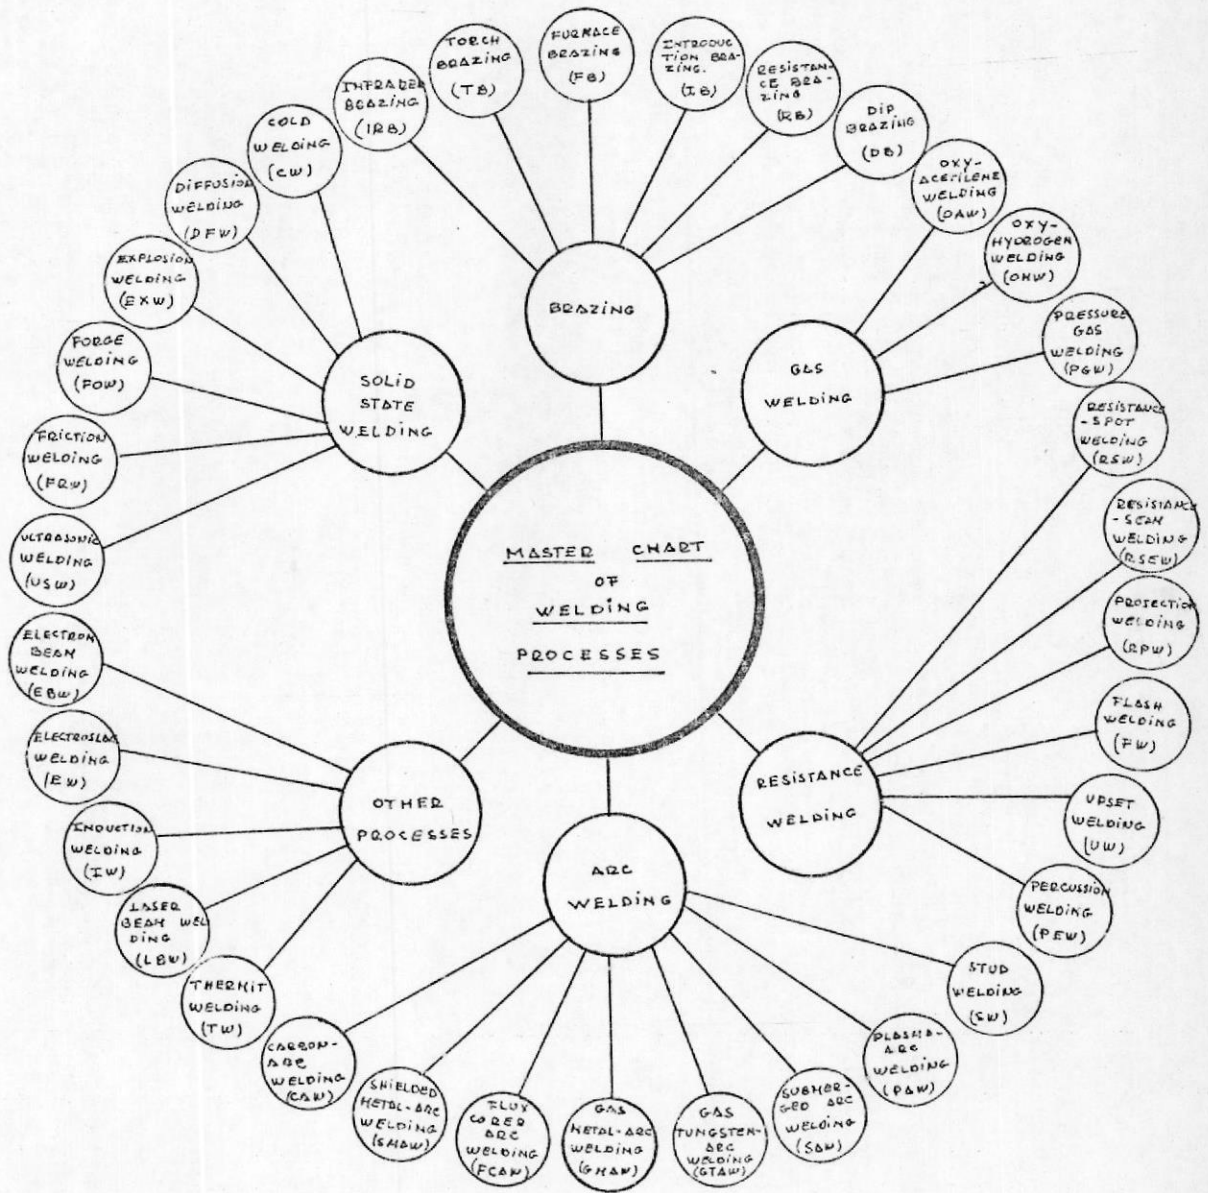 MASTER CHART
OF
WELDING
PROCESSES
BRAZING
INFRARER
BRAZING
(IRB)
TORCH
BRAZING
(TB)
FURNACE
BRAZING
(FB)
INTRODUC
TION BRA-
ZING.
(IB)
RESISTAN-
CE BRA-
ZING
(RB)
DIP
BRAZING
(DB)
GAS
WELDING
OXY-
ACETILENE
WELDING
(OAW)
OXY-
HYDROGEN
WELDING
(OHW)
PRESSURE
GAS
WELDING
(PGW)
RESISTANCE
WELDING
RESISTANCE
-SPOT
WELDING
(RSW)
RESISTANCE
-SEAM
WELDING
(RSEW)
PROJECTION
WELDING
(RPW)
FLASH
WELDING
(FW)
UPSET
WELDING
(UW)
PERCUSSION
WELDING
(PEW)
ARC
WELDING
STUD
WELDING
(SW)
PLASMA-
ARC
WELDING
(PAW)
SUBMER-
GED ARC
WELDING
(SAW)
GAS
TUNGSTEN-
ARC
WELDING
(GTAW)
GAS
METAL-ARC
WELDING
(GMAW)
FLUX
CORER
ARC
WELDING
(FCAW)
SHIELDED
METAL-ARC
WELDING
(SMAW)
CARBON-
ARC
WELDING
(CAW)
OTHER
PROCESSES
THERMIT
WELDING
(TW)
LASER
BEAM WEL
DING
(LBW)
INDUCTION
WELDING
(IW)
ELECTROSLAG
WELDING
(EW)
ELECTRON
BEAM
WELDING
(EBW)
SOLID
STATE
WELDING
ULTRASONIC
WELDING
(USW)
FRICTION
WELDING
(FRW)
FORGE
WELDING
(FOW)
EXPLOSION
WELDING
(EXW)
DIFFUSION
WELDING
(DFW)
COLD
WELDING
(CW)